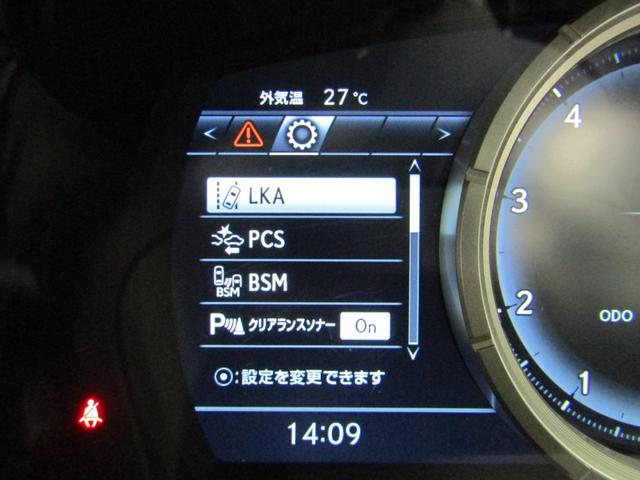 外気温 27℃
< >
LKA
PCS
BSM BSM
P クリアランスソナー On
:設定を変更できます
14:09
4
3
2
1
ODO